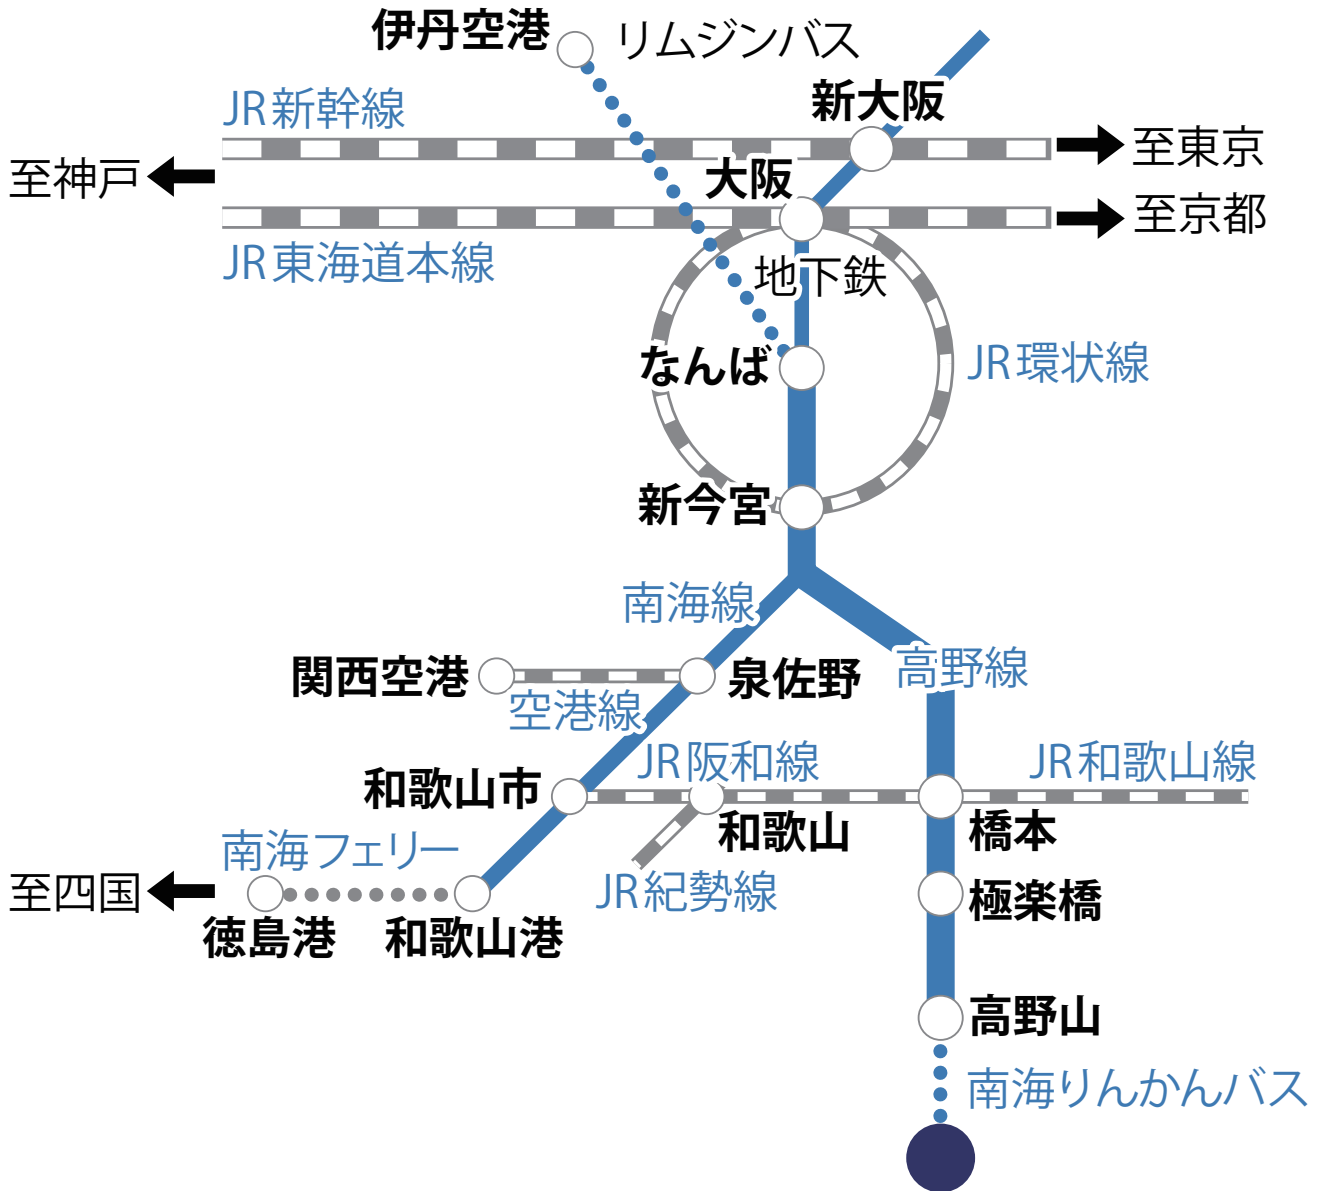 伊丹空港
リムジンバス
新大阪
JR新幹線
至東京
至神戸
大阪
至京都
JR東海道本線
地下鉄
なんば
JR環状線
新今宮
南海線
高野線
関西空港
泉佐野
空港線
JR阪和線
JR和歌山線
和歌山市
和歌山
橋本
南海フェリー
至四国
JR紀勢線
極楽橋
徳島港
和歌山港
高野山
南海りんかんバス